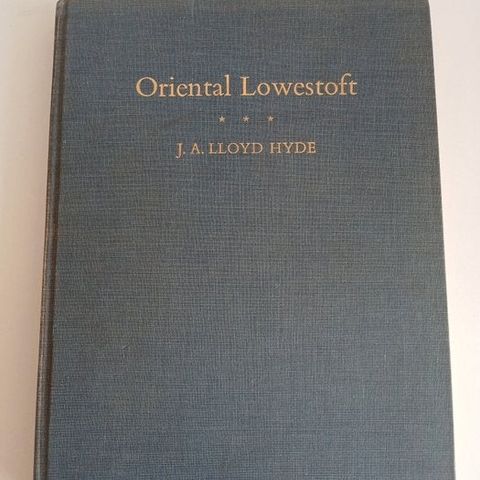 Oriental Lowestoft
* * *
J. A. LLOYD HYDE